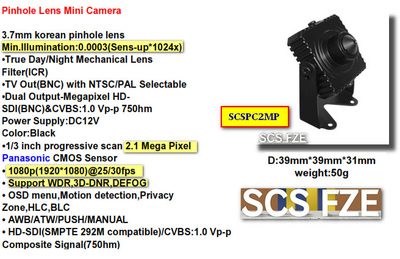 Pinhole Lens Mini Camera
3.7mm korean pinhole lens
Min.Illumination:0.0003(Sens-up*1024x)
•True Day/Night Mechanical Lens
Filter(ICR)
•TV Out(BNC) with NTSC/PAL Selectable
•Dual Output-Megapixel HD-
SDI(BNC)&CVBS:1.0 Vp-p 750hm
Power Supply:DC12V
Color:Black
•1/3 inch progressive scan 2.1 Mega Pixel
Panasonic CMOS Sensor
• 1080p(1920*1080)@25/30fps
• Support WDR,3D-DNR,DEFOG
• OSD menu,Motion detection,Privacy
Zone,HLC,BLC
• AWB/ATW/PUSH/MANUAL
• HD-SDI(SMPTE 292M compatible)/CVBS:1.0 Vp-p
Composite Signal(750hm)
SCSPC2MP
SCS FZE
D:39mm*39mm*31mm
weight:50g
SCS FZE